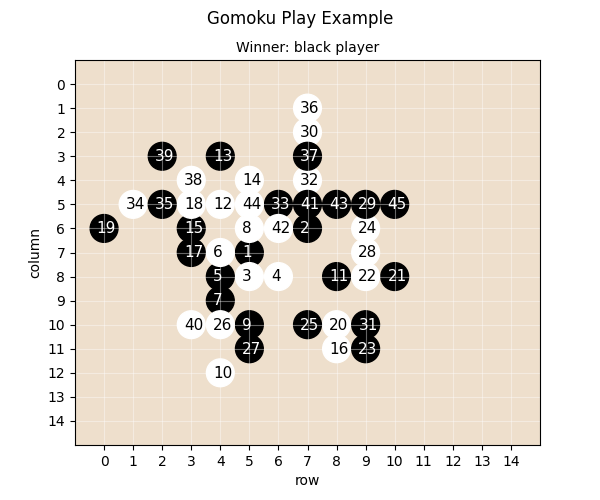 Gomoku Play Example
Winner: black player
0
1 36
2 30
3 39 13 37
4 38 14 32
5 34 35 18 12 44 33 41 43 29 45
6 19 15 8 42 2 24
7 17 6 1 28
8 5 3 4 11 22 21
9 7
10 40 26 9 25 20 31
11 27 16 23
12 10
13
14
column
0 1 2 3 4 5 6 7 8 9 10 11 12 13 14
row